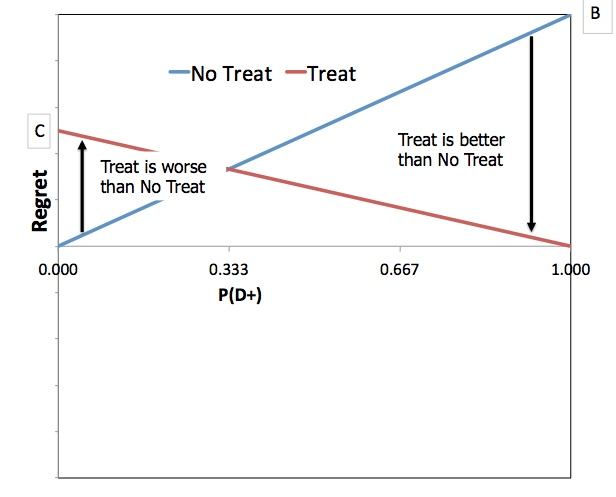 B
No Treat Treat
C
Treat is better
than No Treat
Treat is worse
than No Treat
Regret
0.000 0.333 0.667 1.000
P(D+)